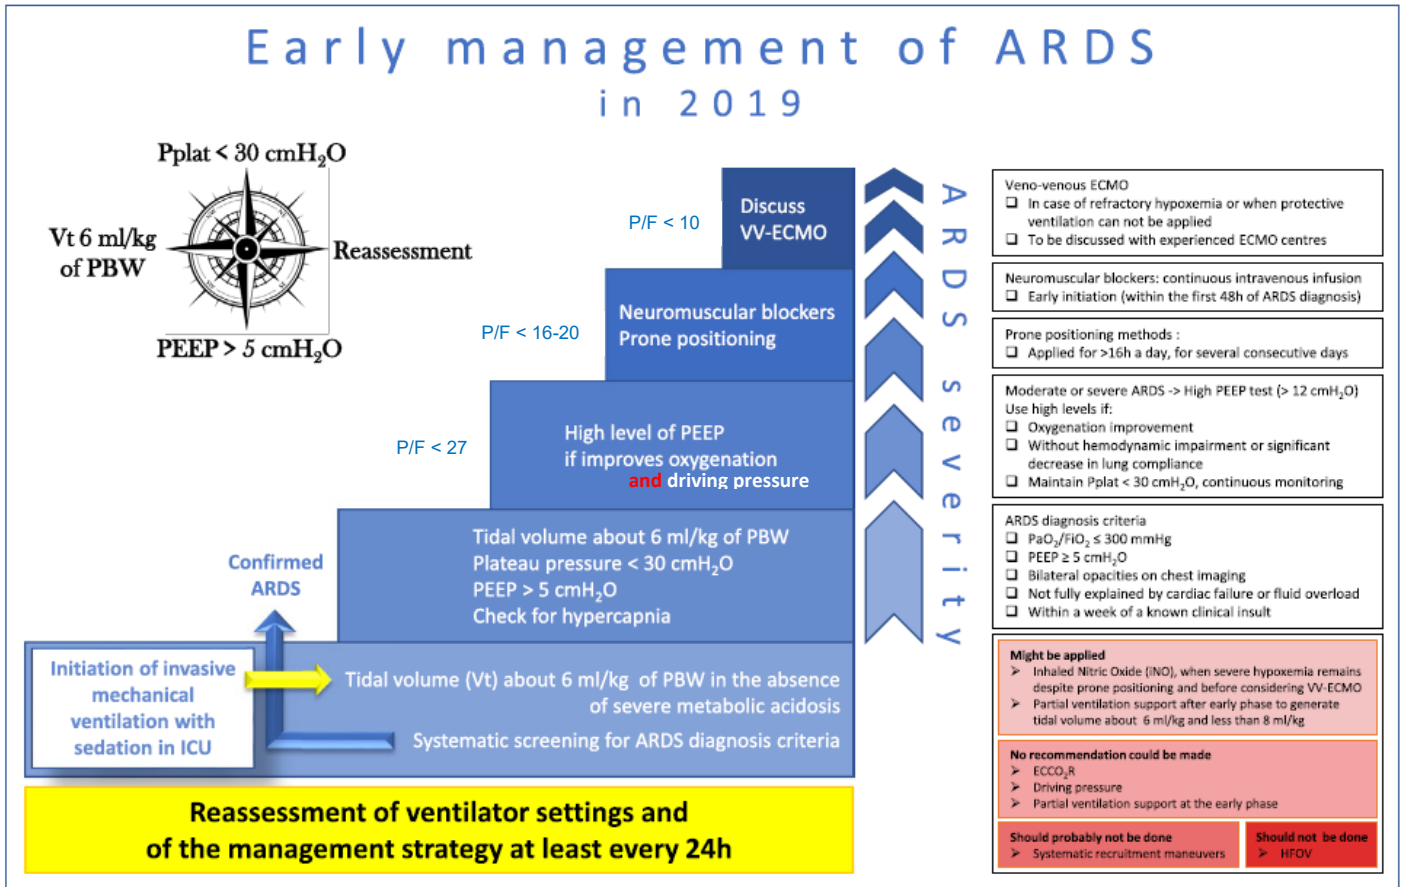 Early management of ARDS
in 2019
Pplat < 30 cmH₂O
Vt 6 ml/kg
of PBW
Reassessment
PEEP > 5 cmH₂O
P/F < 10
Discuss
VV-ECMO
P/F < 16-20
Neuromuscular blockers
Prone positioning
P/F < 27
High level of PEEP
if improves oxygenation
and driving pressure
Tidal volume about 6 ml/kg of PBW
Plateau pressure < 30 cmH₂O
PEEP > 5 cmH₂O
Check for hypercapnia
Confirmed
ARDS
Initiation of invasive
mechanical
ventilation with
sedation in ICU
Tidal volume (Vt) about 6 ml/kg of PBW in the absence
of severe metabolic acidosis
Systematic screening for ARDS diagnosis criteria
Reassessment of ventilator settings and
of the management strategy at least every 24h
ARDS severity
Veno-venous ECMO
❑ In case of refractory hypoxemia or when protective
ventilation can not be applied
❑ To be discussed with experienced ECMO centres
Neuromuscular blockers: continuous intravenous infusion
❑ Early initiation (within the first 48h of ARDS diagnosis)
Prone positioning methods :
❑ Applied for >16h a day, for several consecutive days
Moderate or severe ARDS -> High PEEP test (> 12 cmH₂O)
Use high levels if:
❑ Oxygenation improvement
❑ Without hemodynamic impairment or significant
decrease in lung compliance
❑ Maintain Pplat < 30 cmH₂O, continuous monitoring
ARDS diagnosis criteria
❑ PaO₂/FiO₂ ≤ 300 mmHg
❑ PEEP ≥ 5 cmH₂O
❑ Bilateral opacities on chest imaging
❑ Not fully explained by cardiac failure or fluid overload
❑ Within a week of a known clinical insult
Might be applied
➢ Inhaled Nitric Oxide (iNO), when severe hypoxemia remains
despite prone positioning and before considering VV-ECMO
➢ Partial ventilation support after early phase to generate
tidal volume about 6 ml/kg and less than 8 ml/kg
No recommendation could be made
➢ ECCO₂R
➢ Driving pressure
➢ Partial ventilation support at the early phase
Should probably not be done
➢ Systematic recruitment maneuvers
Should not be done
➢ HFOV